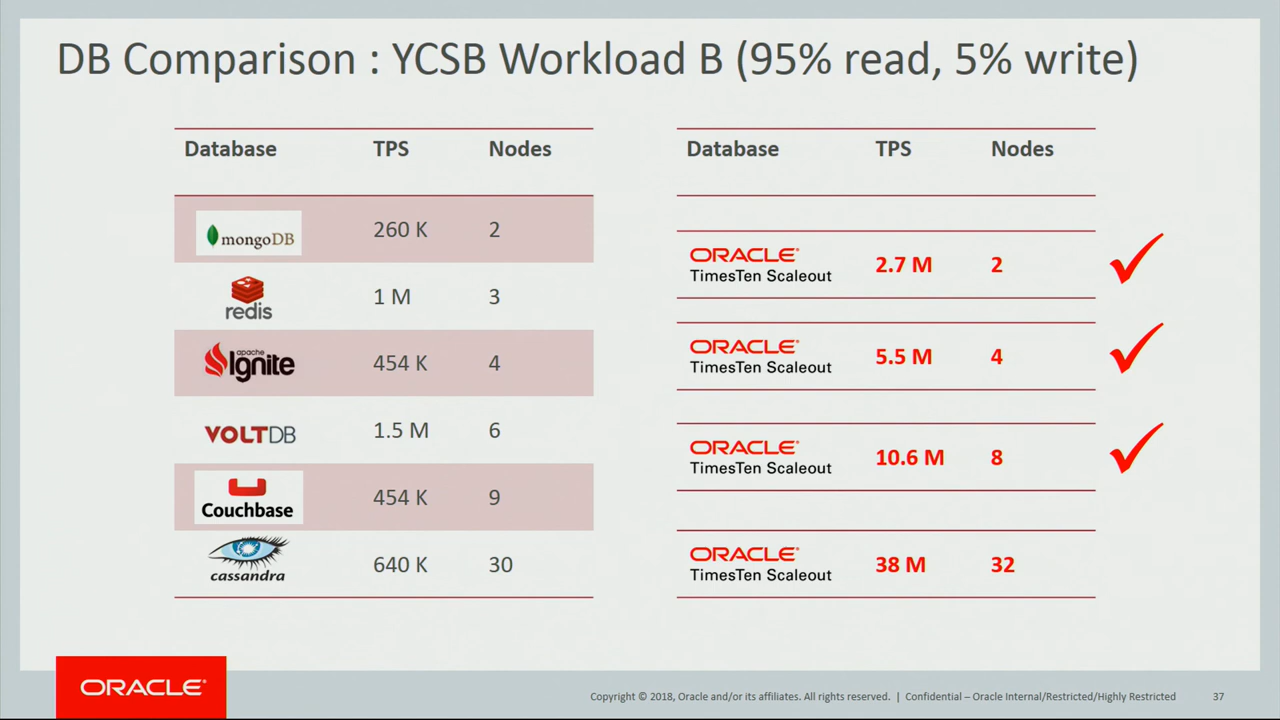 DB Comparison : YCSB Workload B (95% read, 5% write)
Database TPS Nodes
mongoDB 260 K 2
redis 1 M 3
apache Ignite 454 K 4
VOLTDB 1.5 M 6
Couchbase 454 K 9
cassandra 640 K 30
Database TPS Nodes
ORACLE®
TimesTen Scaleout 2.7 M 2
ORACLE®
TimesTen Scaleout 5.5 M 4
ORACLE®
TimesTen Scaleout 10.6 M 8
ORACLE®
TimesTen Scaleout 38 M 32
ORACLE®
Copyright © 2018, Oracle and/or its affiliates. All rights reserved. | Confidential – Oracle Internal/Restricted/Highly Restricted 37